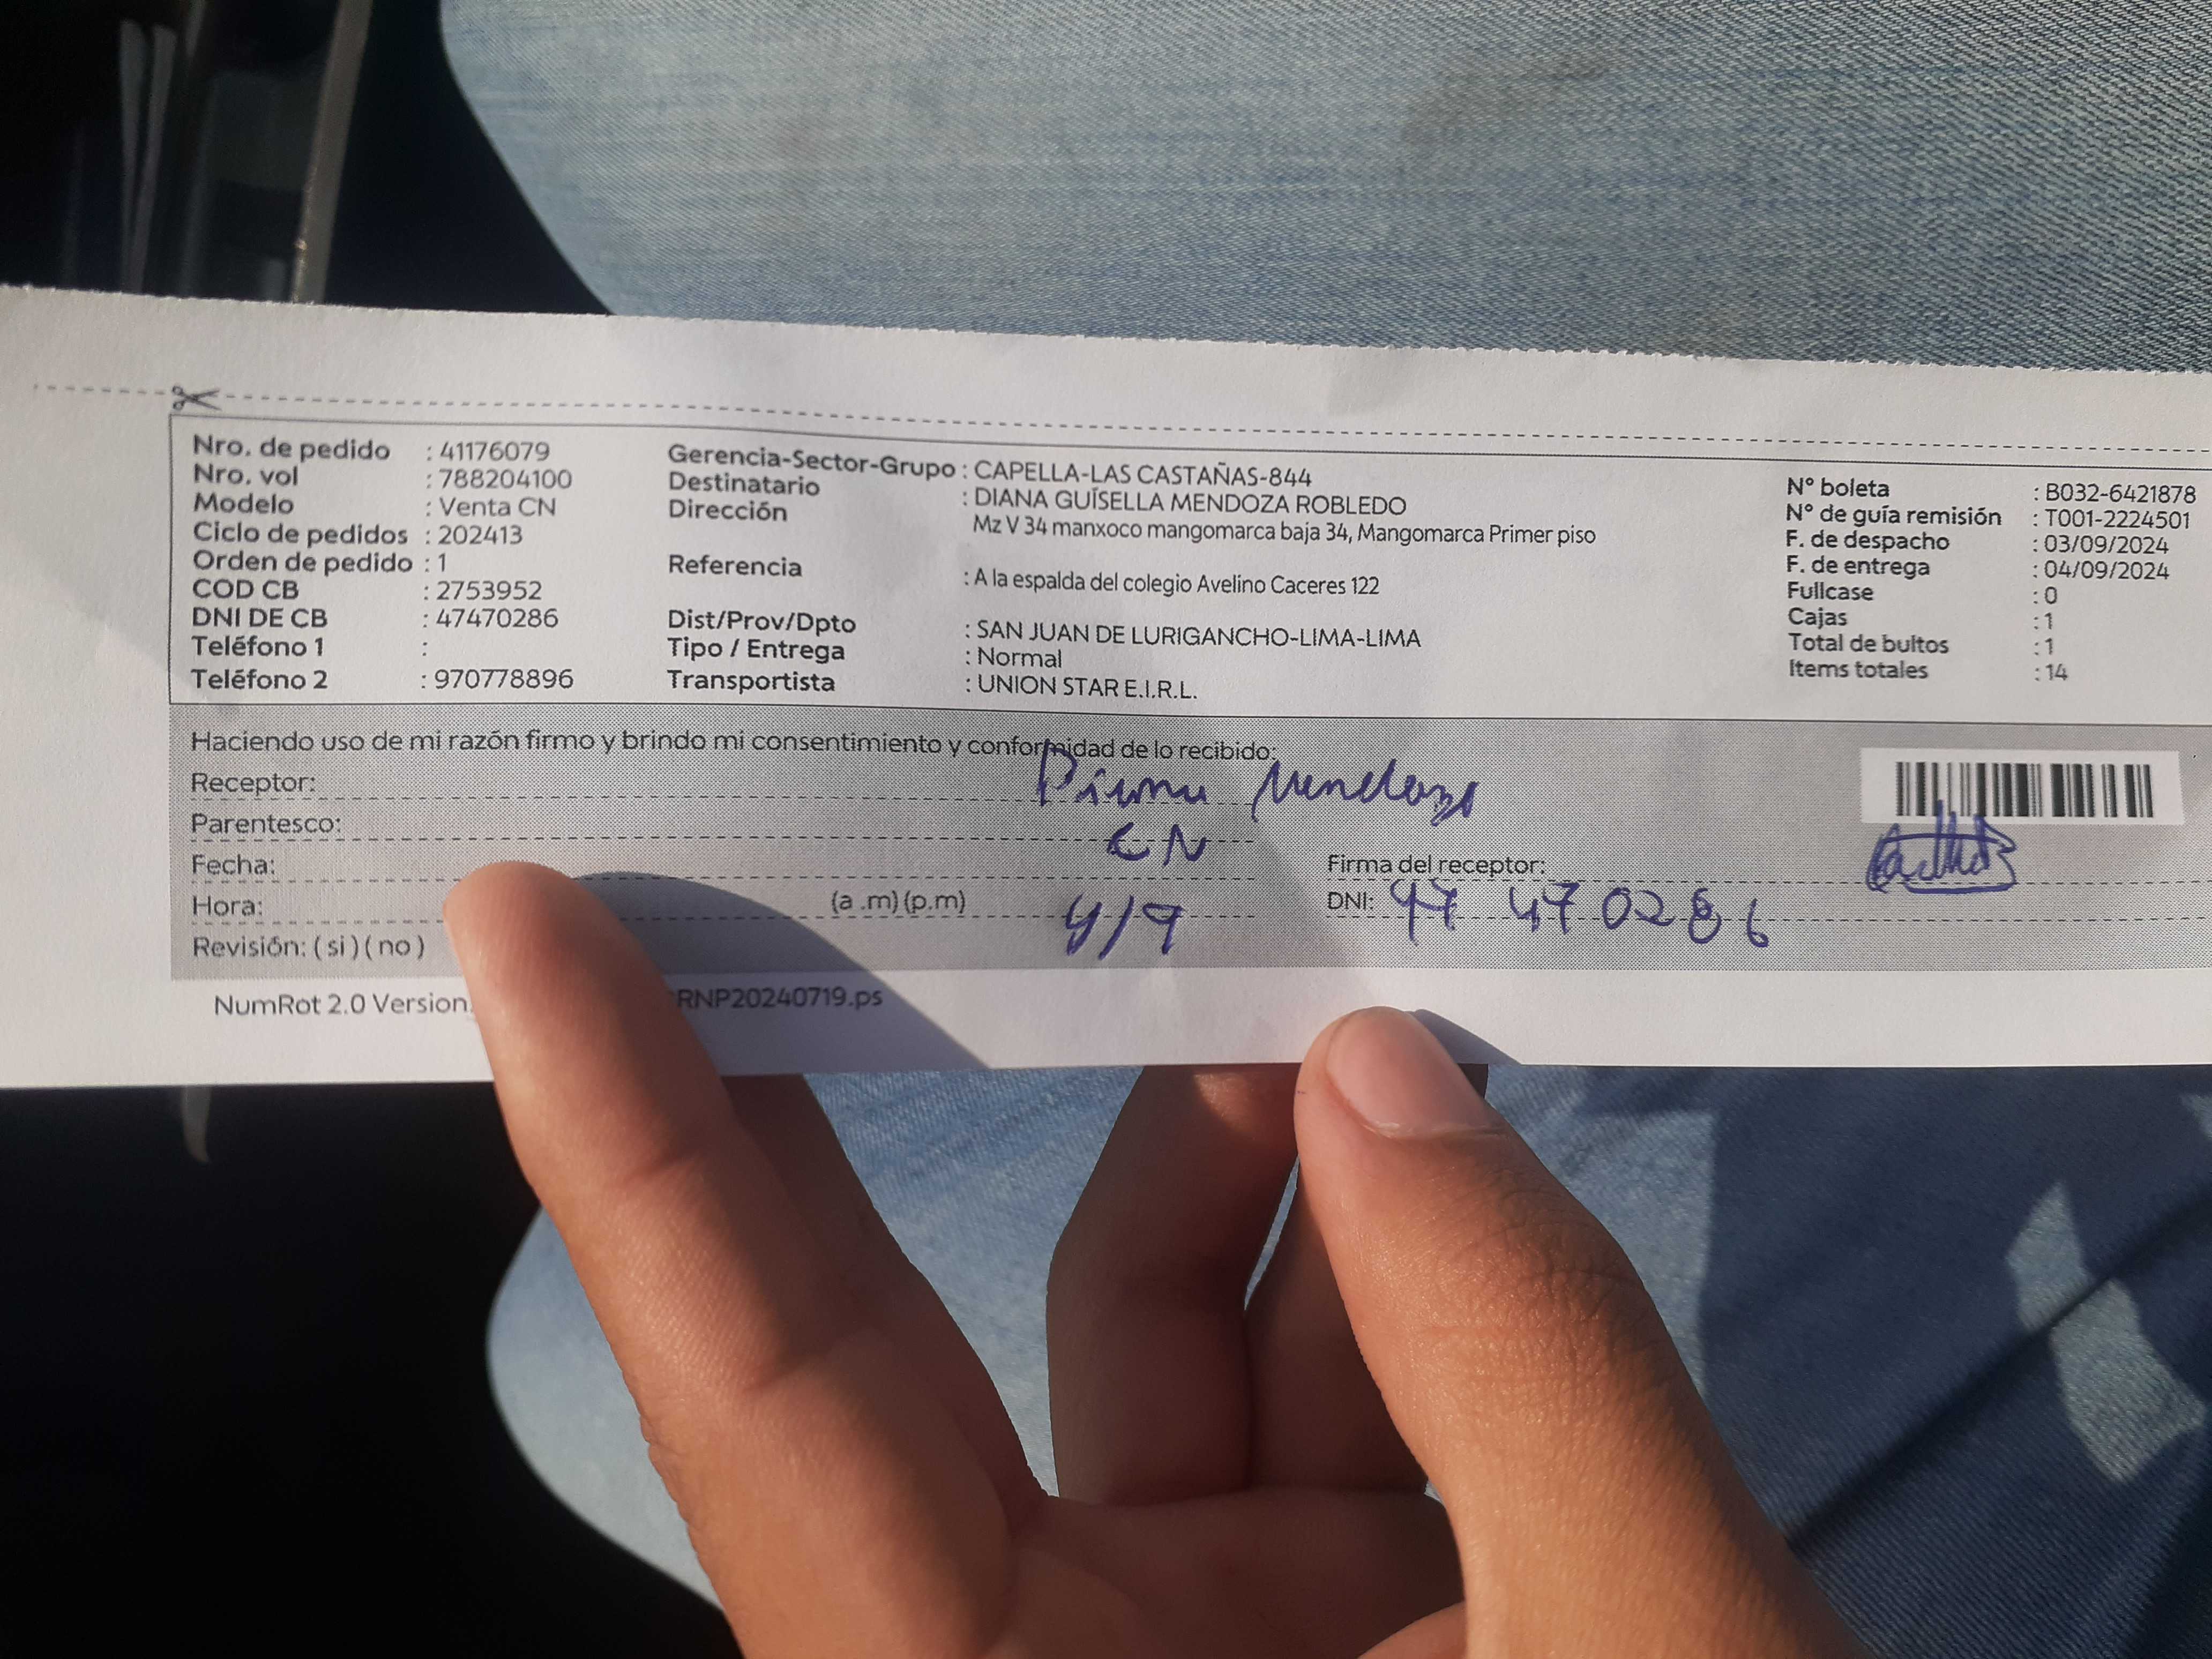 Nro. de pedido : 41176079
Nro. vol : 788204100
Modelo : Venta CN
Ciclo de pedidos : 202413
Orden de pedido : 1
COD CB : 2753952
DNI DE CB : 47470286
Teléfono 1 :
Teléfono 2 : 970778896
Gerencia-Sector-Grupo : CAPELLA-LAS CASTAÑAS-844
Destinatario : DIANA GUÍSELLA MENDOZA ROBLEDO
Dirección Mz V 34 manxoco mangomarca baja 34, Mangomarca Primer piso
Referencia : A la espalda del colegio Avelino Caceres 122
Dist/Prov/Dpto : SAN JUAN DE LURIGANCHO-LIMA-LIMA
Tipo / Entrega : Normal
Transportista : UNION STAR E.I.R.L.
N° boleta : B032-6421878
N° de guía remisión : T001-2224501
F. de despacho : 03/09/2024
F. de entrega : 04/09/2024
Fullcase : 0
Cajas : 1
Total de bultos : 1
Items totales : 14
Haciendo uso de mi razón firmo y brindo mi consentimiento y conformidad de lo recibido:
Receptor: Diana Mendoza
Parentesco: CN
Fecha:
Hora: (a .m) (p.m) 4/9
Revisión: ( si ) ( no )
Firma del receptor:
DNI: 47470286
NumRot 2.0 Version. RNP20240719.ps